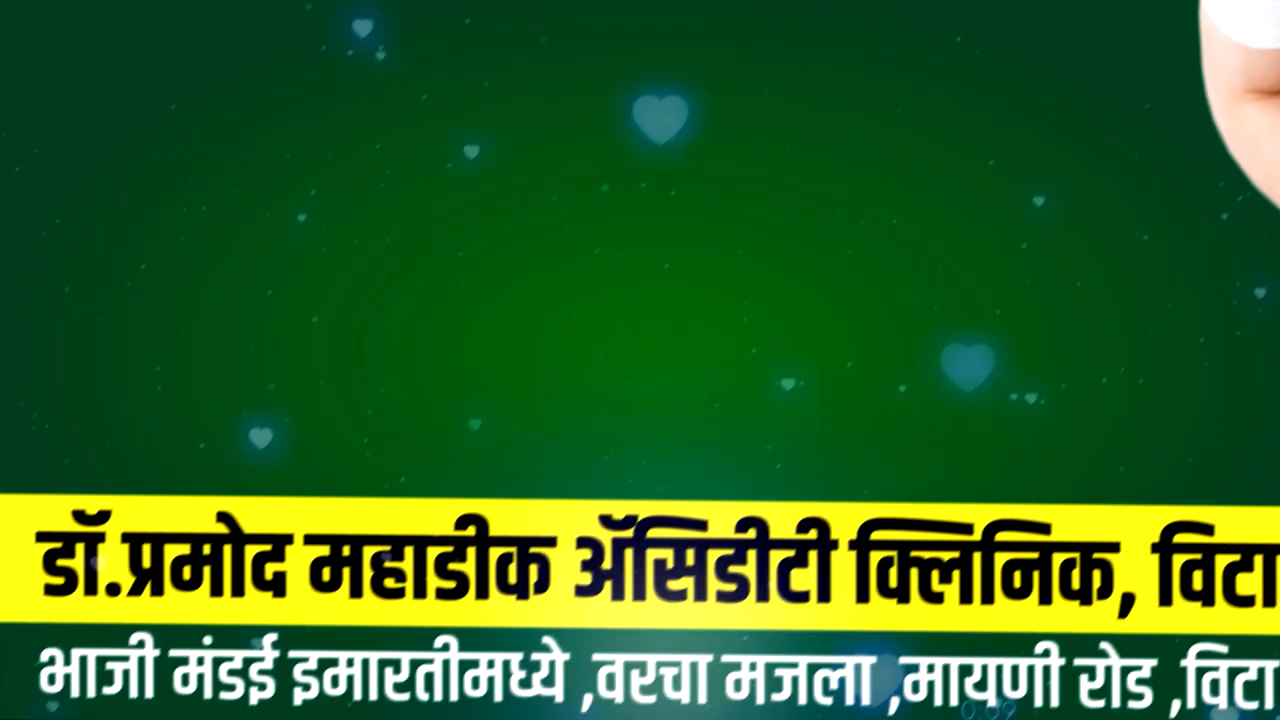 डॉ.प्रमोद महाडीक ॲसिडीटी क्लिनिक, विटा
भाजी मंडई इमारतीमध्ये ,वरचा मजला ,मायणी रोड ,विटा